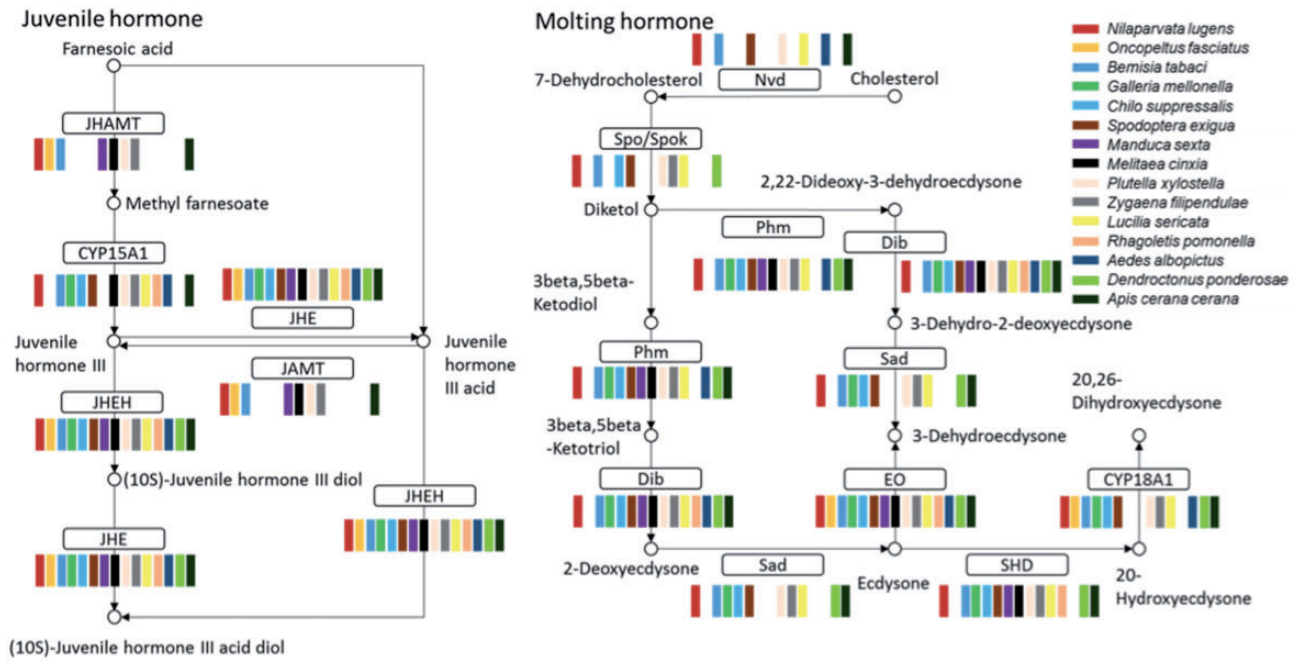 Juvenile hormone
Farnesoic acid
JHAMT
Methyl farnesoate
CYP15A1
JHE
Juvenile
hormone III
Juvenile
hormone
III acid
JAMT
JHEH
(10S)-Juvenile hormone III diol
JHEH
JHE
(10S)-Juvenile hormone III acid diol
Molting hormone
7-Dehydrocholesterol
Nvd
Cholesterol
Spo/Spok
2,22-Dideoxy-3-dehydroecdysone
Diketol
Phm
Dib
3beta,5beta-
Ketodiol
3-Dehydro-2-deoxyecdysone
Phm
Sad
20,26-
Dihydroxyecdysone
3beta,5beta
-Ketotriol
3-Dehydroecdysone
Dib
EO
CYP18A1
2-Deoxyecdysone
Sad
Ecdysone
SHD
20-
Hydroxyecdysone
Nilaparvata lugens
Oncopeltus fasciatus
Bemisia tabaci
Galleria mellonella
Chilo suppressalis
Spodoptera exigua
Manduca sexta
Melitaea cinxia
Plutella xylostella
Zygaena filipendulae
Lucilia sericata
Rhagoletis pomonella
Aedes albopictus
Dendroctonus ponderosae
Apis cerana cerana